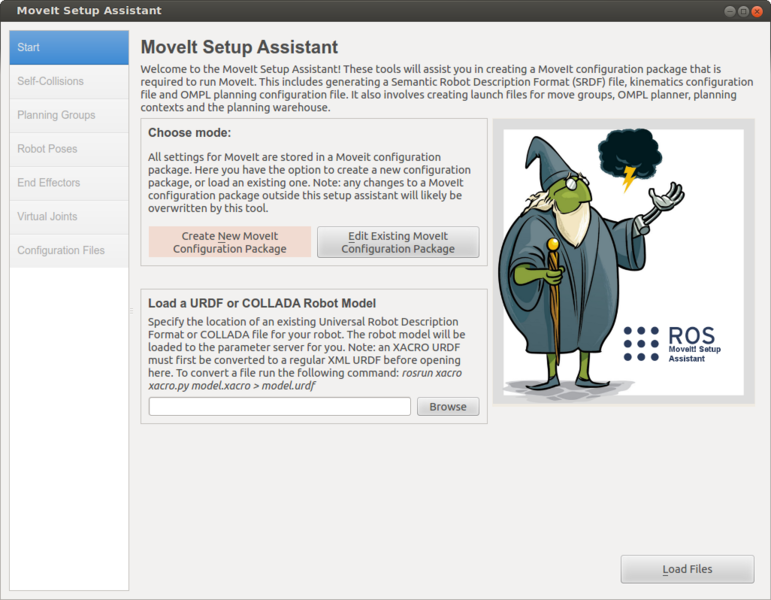 MoveIt Setup Assistant
Start
Self-Collisions
Planning Groups
Robot Poses
End Effectors
Virtual Joints
Configuration Files
MoveIt Setup Assistant
Welcome to the MoveIt Setup Assistant! These tools will assist you in creating a MoveIt configuration package that is
required to run MoveIt. This includes generating a Semantic Robot Description Format (SRDF) file, kinematics configuration
file and OMPL planning configuration file. It also involves creating launch files for move groups, OMPL planner, planning
contexts and the planning warehouse.
Choose mode:
All settings for MoveIt are stored in a Moveit configuration
package. Here you have the option to create a new configuration
package, or load an existing one. Note: any changes to a MoveIt
configuration package outside this setup assistant will likely be
overwritten by this tool.
Create New MoveIt
Configuration Package
Edit Existing MoveIt
Configuration Package
Load a URDF or COLLADA Robot Model
Specify the location of an existing Universal Robot Description
Format or COLLADA file for your robot. The robot model will be
loaded to the parameter server for you. Note: an XACRO URDF
must first be converted to a regular XML URDF before opening
here. To convert a file run the following command: rosrun xacro
xacro.py model.xacro > model.urdf
Browse
ROS
MoveIt! Setup
Assistant
Load Files